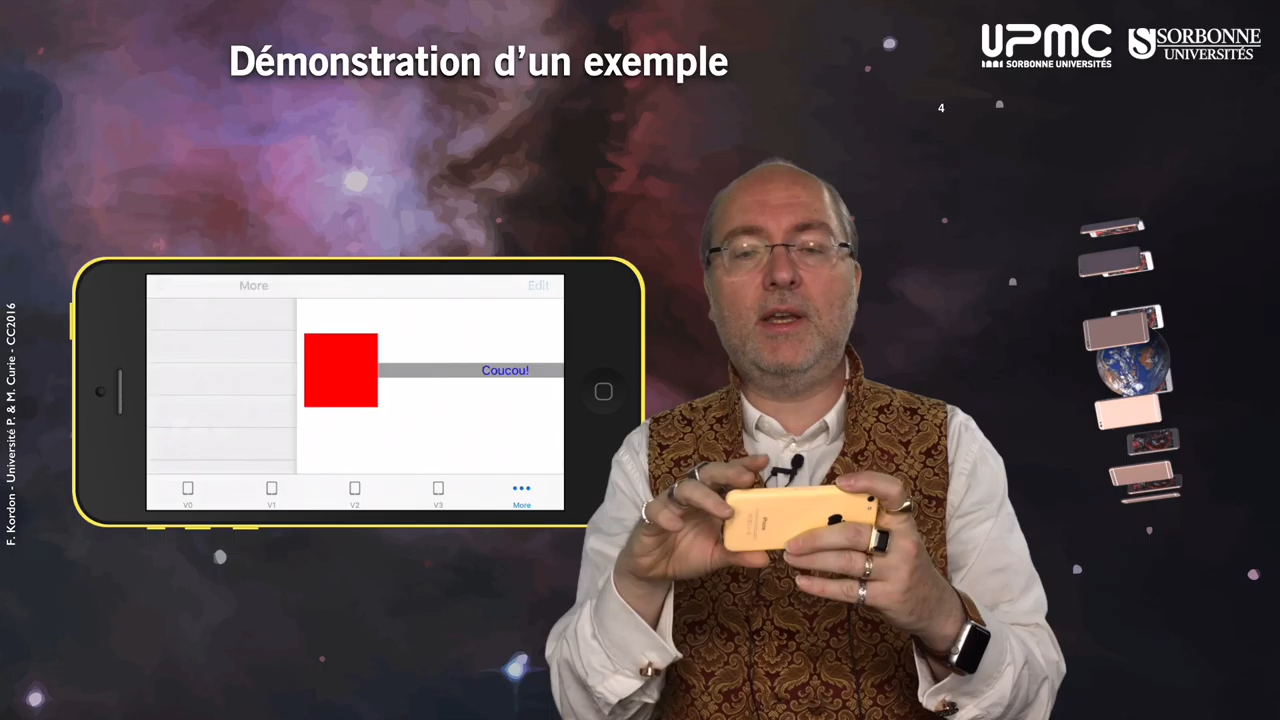 Démonstration d'un exemple
UPMC
SORBONNE UNIVERSITÉS
SORBONNE
UNIVERSITÉS
4
More
Edit
Coucou!
V0
V1
V2
V3
More
iPhone
F. Kordon - Université P. & M. Curie - CC2016